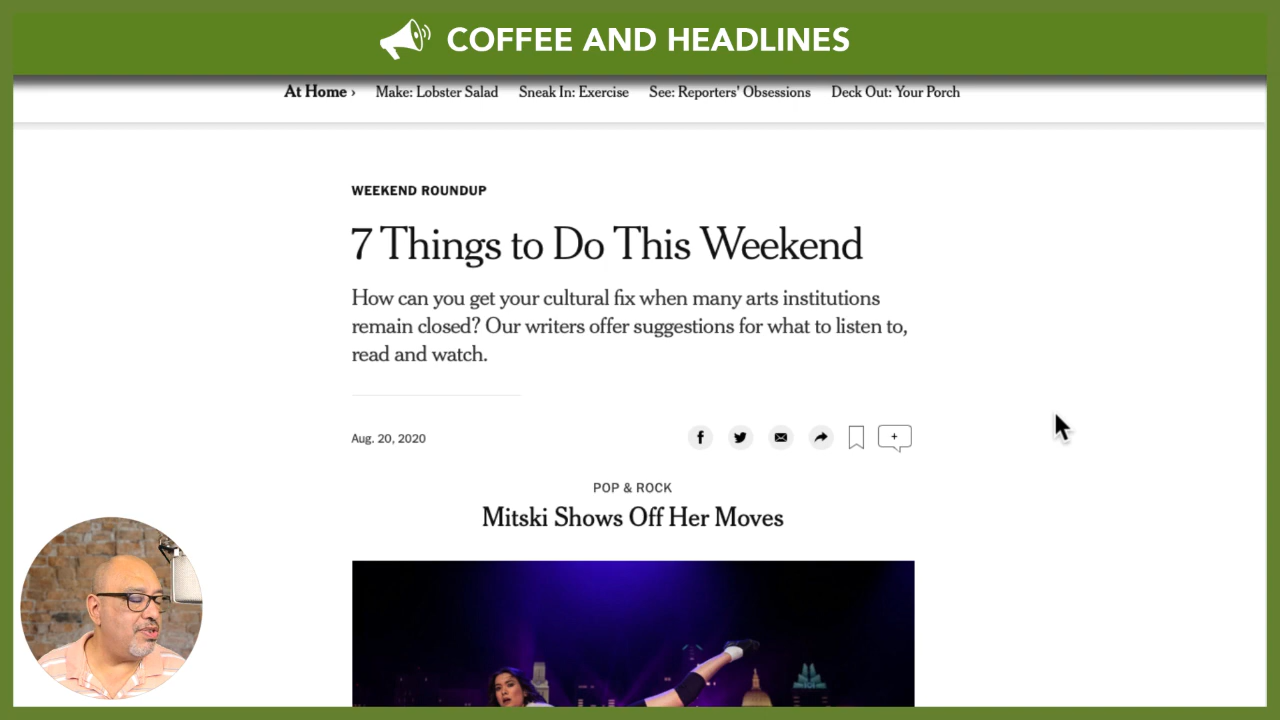 COFFEE AND HEADLINES
At Home › Make: Lobster Salad Sneak In: Exercise See: Reporters' Obsessions Deck Out: Your Porch
WEEKEND ROUNDUP
7 Things to Do This Weekend
How can you get your cultural fix when many arts institutions
remain closed? Our writers offer suggestions for what to listen to,
read and watch.
Aug. 20, 2020
POP & ROCK
Mitski Shows Off Her Moves